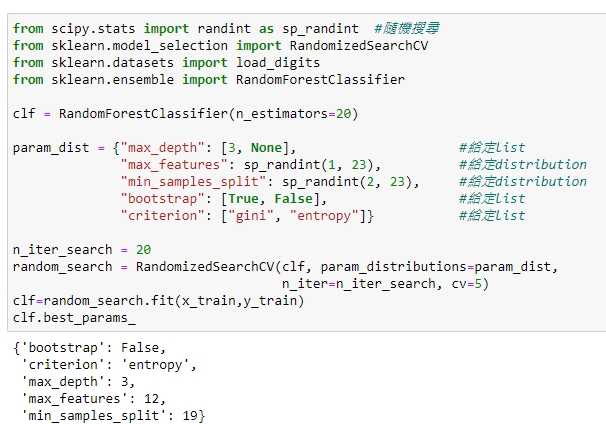 from scipy.stats import randint as sp_randint  #隨機搜尋
from sklearn.model_selection import RandomizedSearchCV
from sklearn.datasets import load_digits
from sklearn.ensemble import RandomForestClassifier

clf = RandomForestClassifier(n_estimators=20)

param_dist = {"max_depth": [3, None],                    #給定list
              "max_features": sp_randint(1, 23),         #給定distribution
              "min_samples_split": sp_randint(2, 23),    #給定distribution
              "bootstrap": [True, False],                #給定list
              "criterion": ["gini", "entropy"]}          #給定list

n_iter_search = 20
random_search = RandomizedSearchCV(clf, param_distributions=param_dist,
                                   n_iter=n_iter_search, cv=5)
clf=random_search.fit(x_train,y_train)
clf.best_params_
{'bootstrap': False,
 'criterion': 'entropy',
 'max_depth': 3,
 'max_features': 12,
 'min_samples_split': 19}